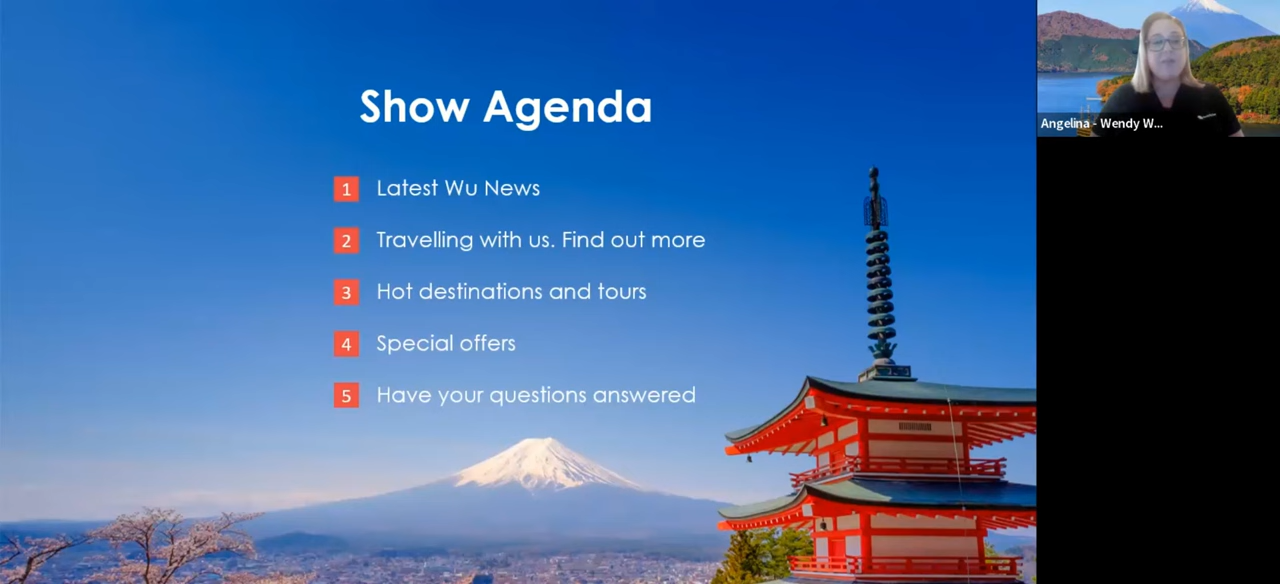 Show Agenda
1 Latest Wu News
2 Travelling with us. Find out more
3 Hot destinations and tours
4 Special offers
5 Have your questions answered
Angelina - Wendy W...